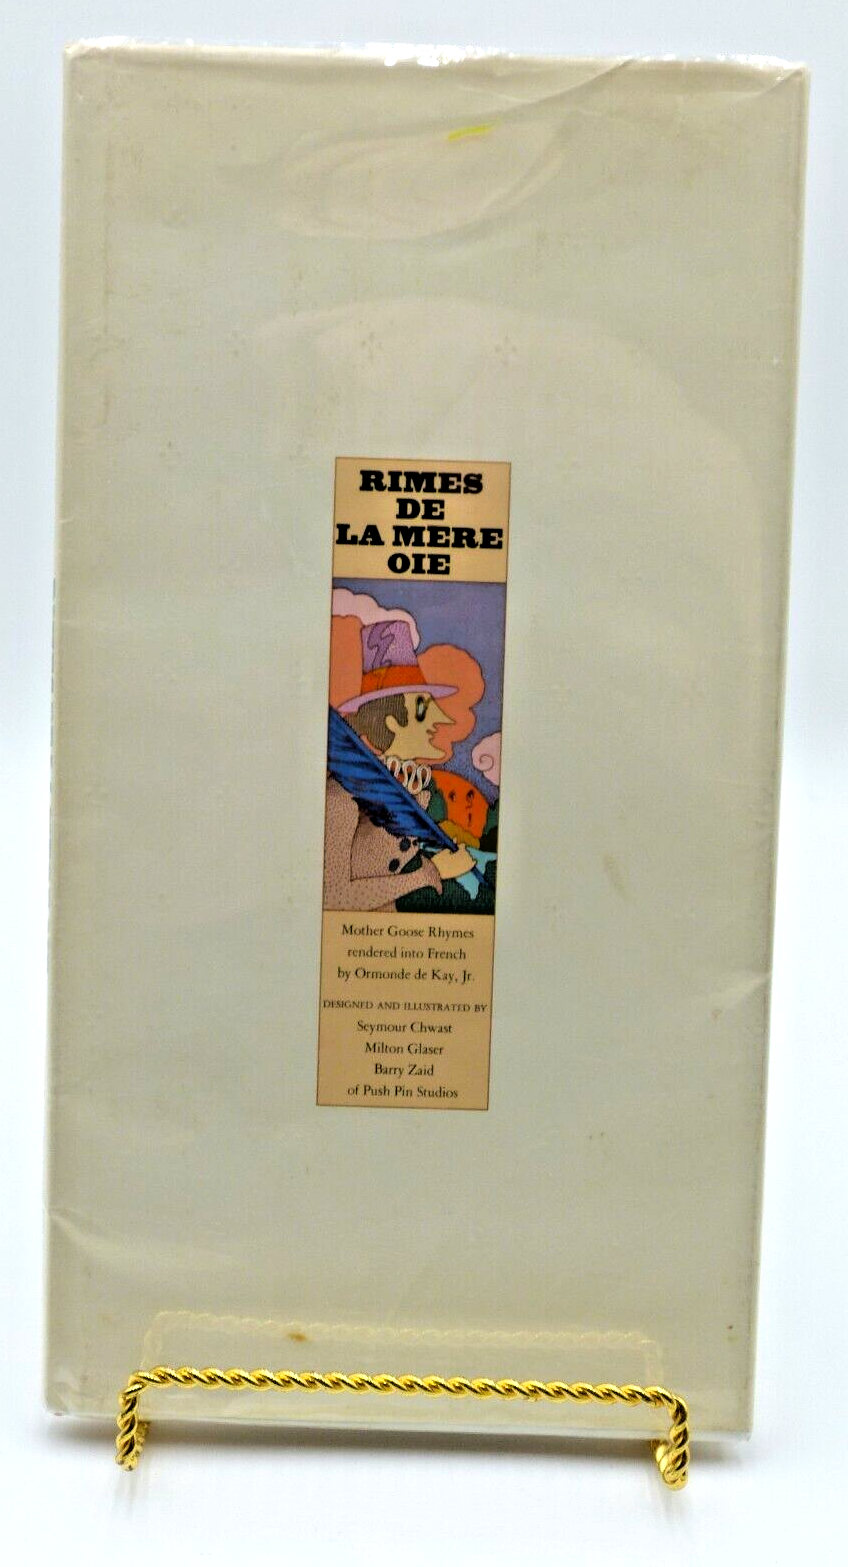 RIMES
DE
LA MERE
OIE
Mother Goose Rhymes
rendered into French
by Ormonde de Kay, Jr.
DESIGNED AND ILLUSTRATED BY
Seymour Chwast
Milton Glaser
Barry Zaid
of Push Pin Studios